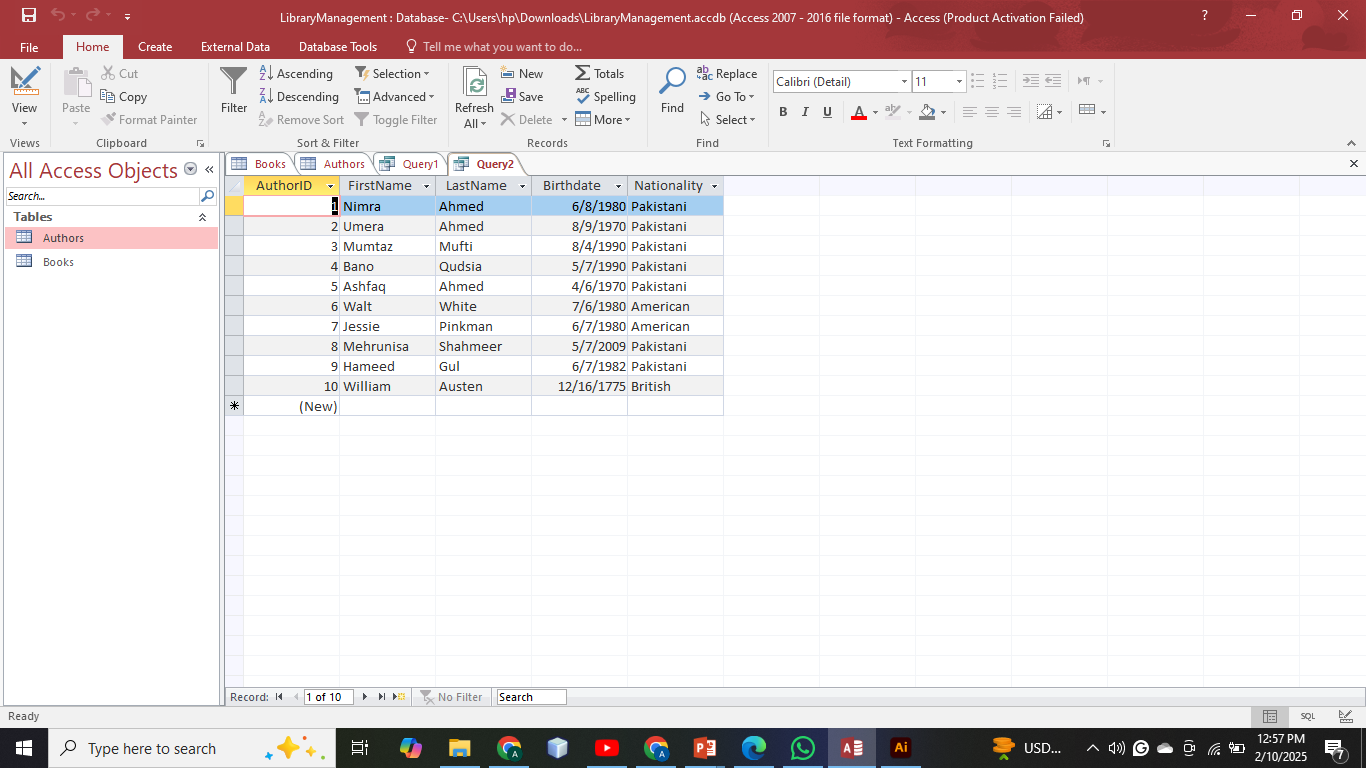 LibraryManagement : Database- C:\Users\hp\Downloads\LibraryManagement.accdb (Access 2007 - 2016 file format) - Access (Product Activation Failed) ?
File Home Create External Data Database Tools Tell me what you want to do...
View
Views
Paste
Cut
Copy
Format Painter
Clipboard
Filter
Ascending
Descending
Remove Sort
Selection
Advanced
Toggle Filter
Sort & Filter
Refresh
All
New
Save
Delete
Totals
Spelling
More
Records
Find
Replace
Go To
Select
Find
Calibri (Detail) 11
B I U A ab
Text Formatting
All Access Objects «
Search...
Tables
Authors
Books
Books Authors Query1 Query2
AuthorID FirstName LastName Birthdate Nationality
1 Nimra Ahmed 6/8/1980 Pakistani
2 Umera Ahmed 8/9/1970 Pakistani
3 Mumtaz Mufti 8/4/1990 Pakistani
4 Bano Qudsia 5/7/1990 Pakistani
5 Ashfaq Ahmed 4/6/1970 Pakistani
6 Walt White 7/6/1980 American
7 Jessie Pinkman 6/7/1980 American
8 Mehrunisa Shahmeer 5/7/2009 Pakistani
9 Hameed Gul 6/7/1982 Pakistani
10 William Austen 12/16/1775 British
(New)
Record: 1 of 10 No Filter Search
Ready SQL
Type here to search USD... 12:57 PM
2/10/2025 7